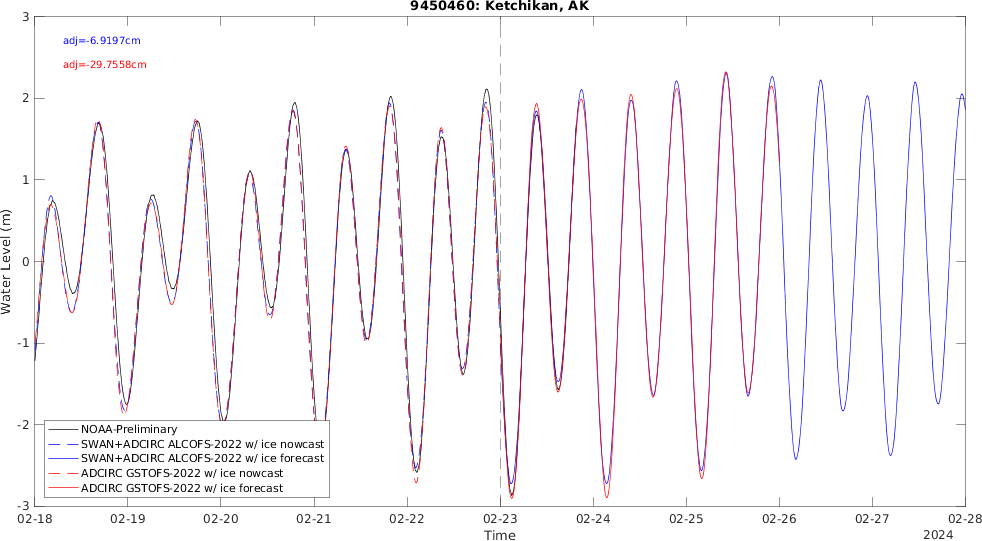 9450460: Ketchikan, AK
adj=-6.9197cm
adj=-29.7558cm
3
2
1
0
-1
-2
-3
Water Level (m)
NOAA-Preliminary
SWAN+ADCIRC ALCOFS-2022 w/ ice nowcast
SWAN+ADCIRC ALCOFS-2022 w/ ice forecast
ADCIRC GSTOFS-2022 w/ ice nowcast
ADCIRC GSTOFS-2022 w/ ice forecast
02-18 02-19 02-20 02-21 02-22 02-23 02-24 02-25 02-26 02-27 02-28
Time 2024